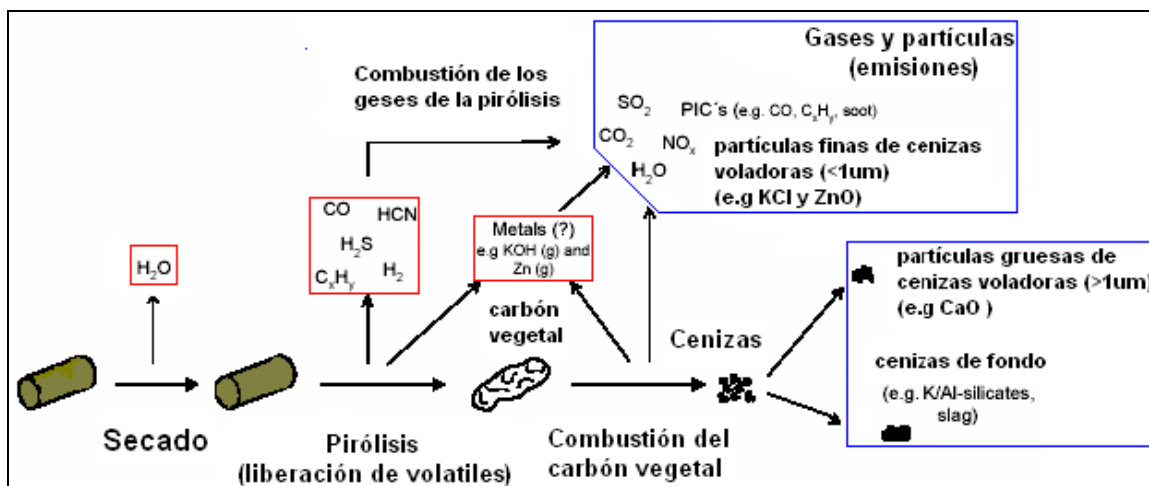 Gases y partículas
(emisiones)
Combustión de los
geses de la pirólisis
SO₂
PIC´s (e.g. CO, CₓHᵧ, soot)
CO₂
NOₓ
H₂O
partículas finas de cenizas
voladoras (<1um)
(e.g KCl y ZnO)
CO
HCN
H₂S
CₓHᵧ
H₂
Metals (?)
e.g KOH (g) and
Zn (g)
H₂O
partículas gruesas de
cenizas voladoras (>1um)
(e.g CaO )
carbón
vegetal
Cenizas
cenizas de fondo
(e.g. K/Al-silicates,
slag)
Secado
Pirólisis
(liberación de volatiles)
Combustión del
carbón vegetal